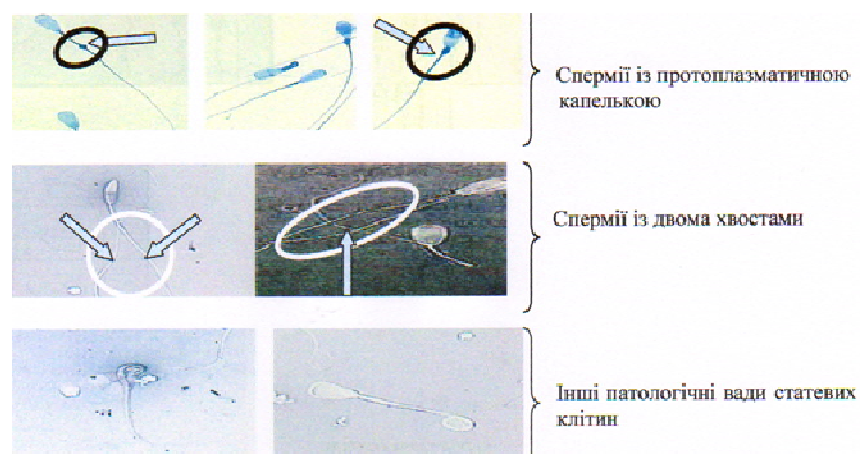 Спермії із протоплазматичною
капелькою
Спермії із двома хвостами
Інші патологічні вади статевих
клітин